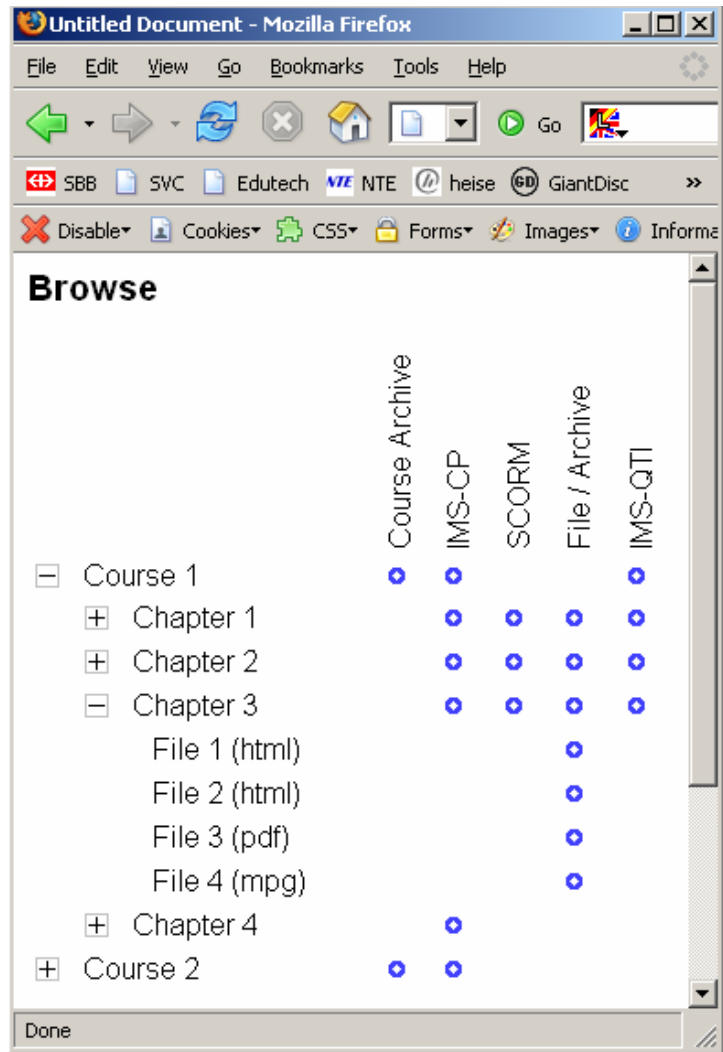 Untitled Document - Mozilla Firefox
File Edit View Go Bookmarks Tools Help
Go
SBB SVC Edutech NTE NTE heise GD GiantDisc »
Disable Cookies CSS Forms Images Informa
Browse
Course Archive
IMS-CP
SCORM
File / Archive
IMS-QTI
Course 1
Chapter 1
Chapter 2
Chapter 3
File 1 (html)
File 2 (html)
File 3 (pdf)
File 4 (mpg)
Chapter 4
Course 2
Done